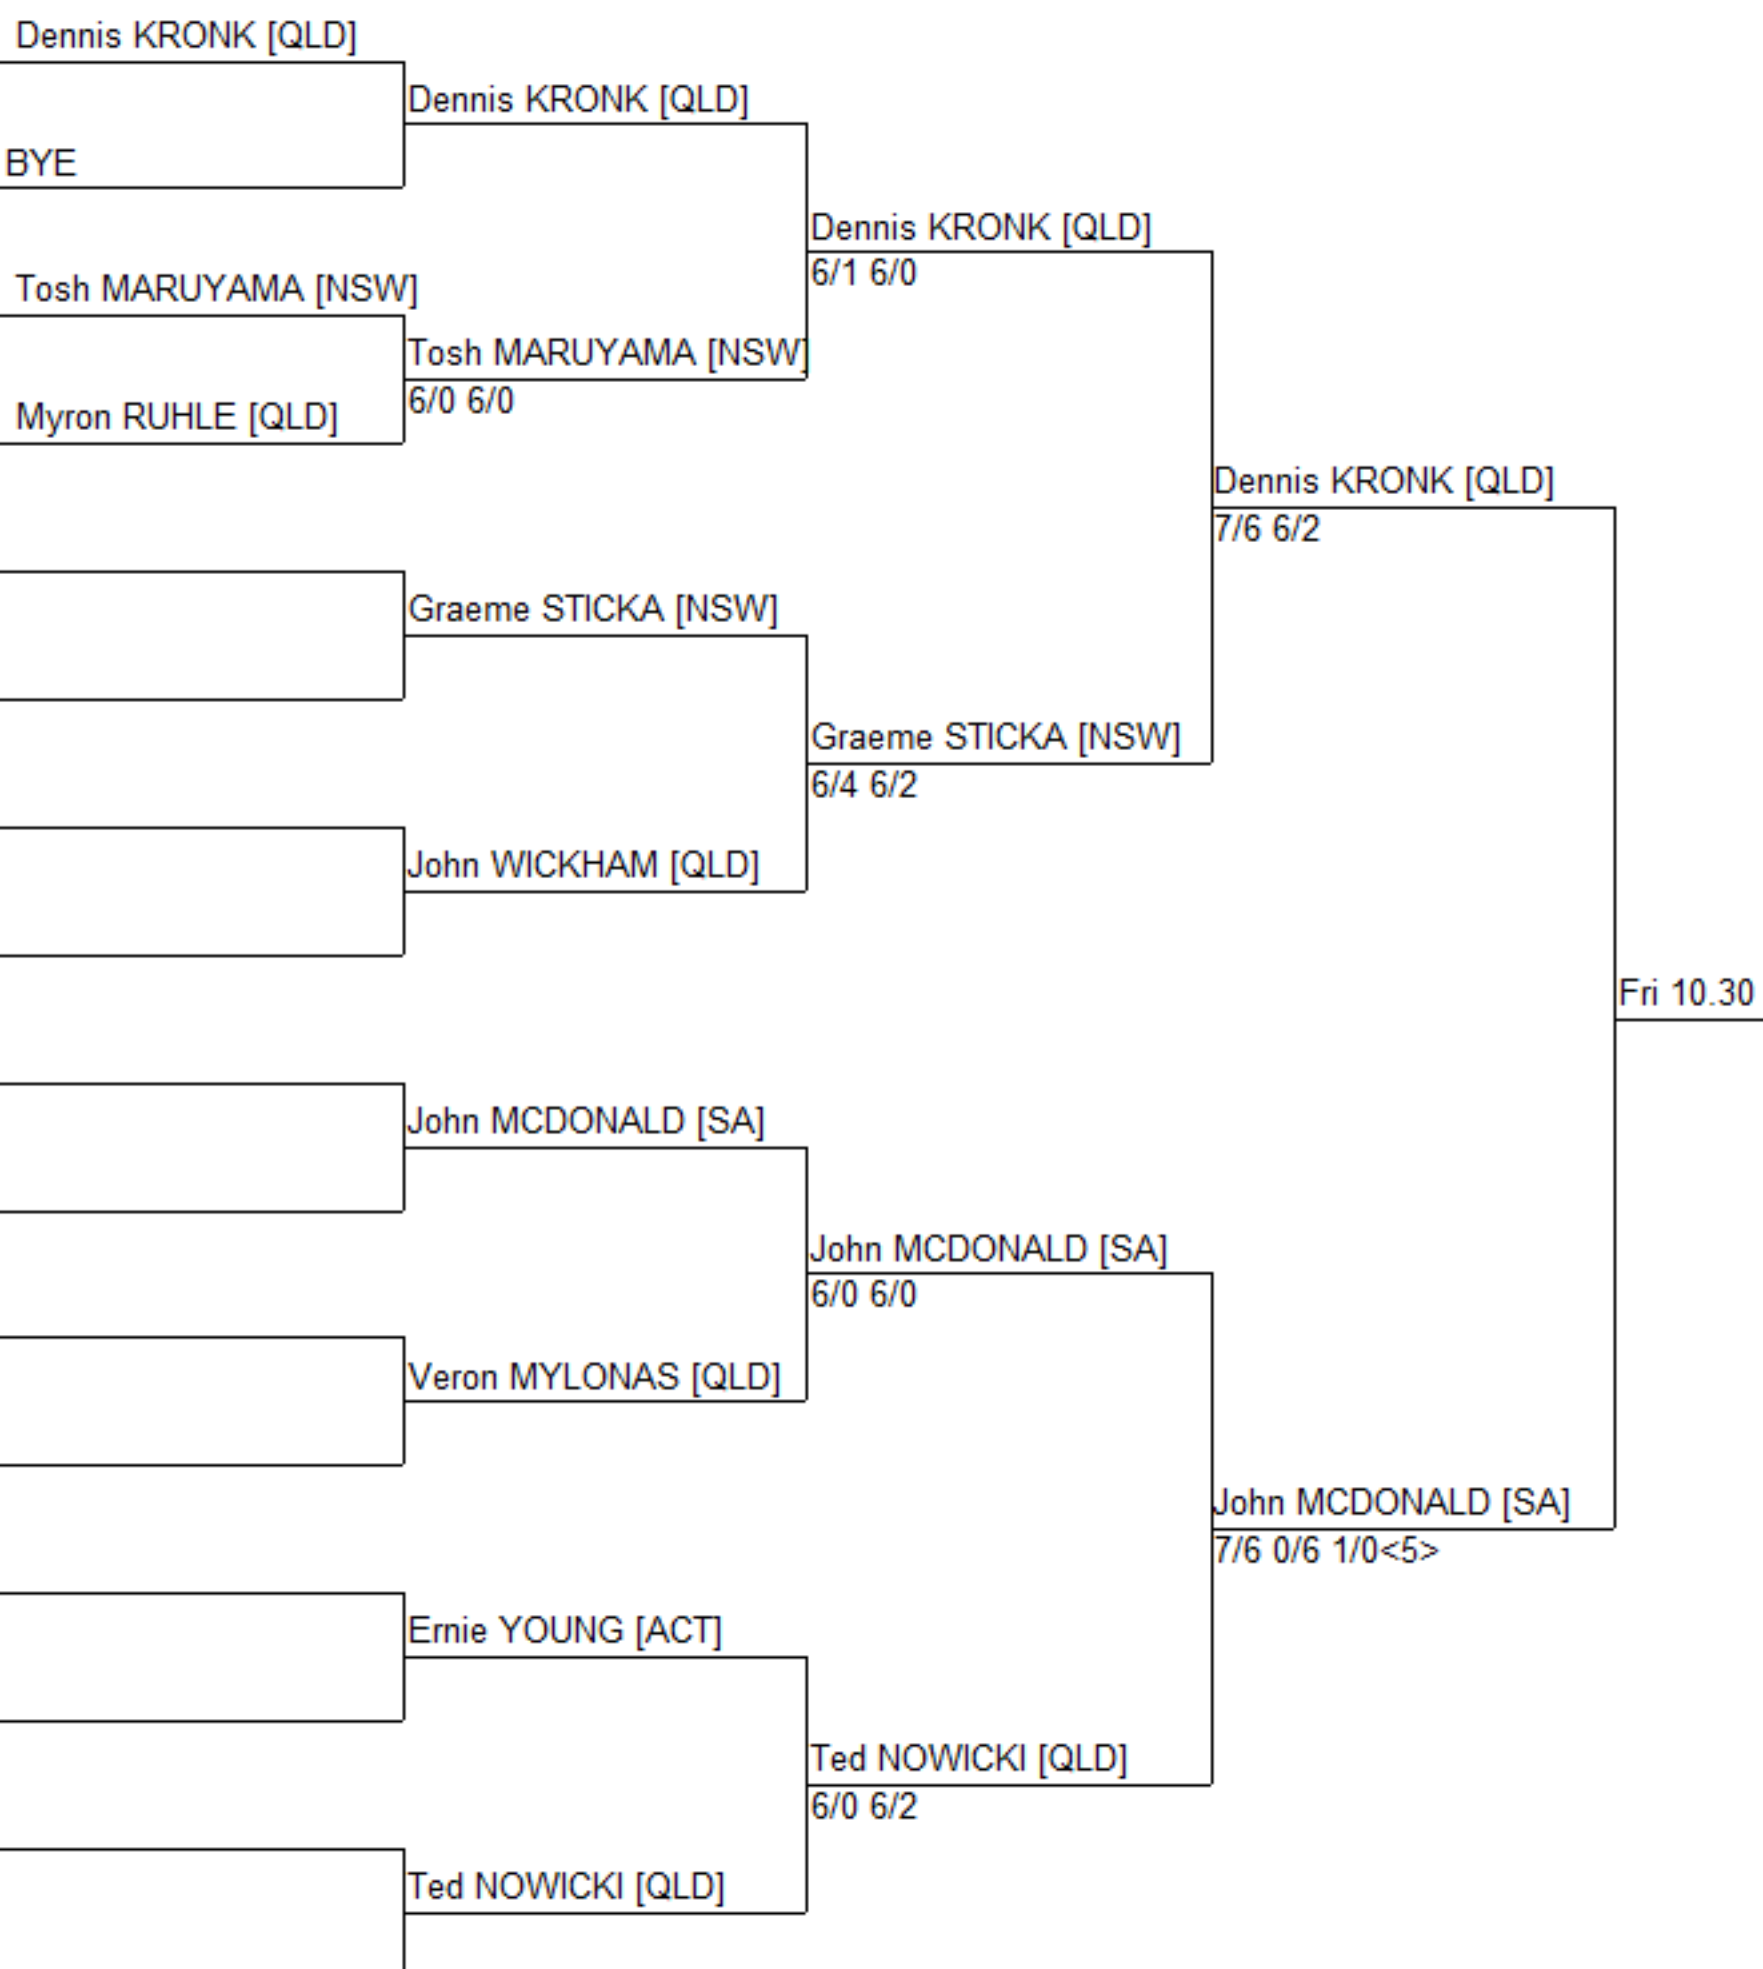 Dennis KRONK [QLD]
Dennis KRONK [QLD]
BYE
Dennis KRONK [QLD]
6/1 6/0
Tosh MARUYAMA [NSW]
Tosh MARUYAMA [NSW]
6/0 6/0
Myron RUHLE [QLD]
Dennis KRONK [QLD]
7/6 6/2
Graeme STICKA [NSW]
Graeme STICKA [NSW]
6/4 6/2
John WICKHAM [QLD]
Fri 10.30
John MCDONALD [SA]
John MCDONALD [SA]
6/0 6/0
Veron MYLONAS [QLD]
John MCDONALD [SA]
7/6 0/6 1/0<5>
Ernie YOUNG [ACT]
Ted NOWICKI [QLD]
6/0 6/2
Ted NOWICKI [QLD]